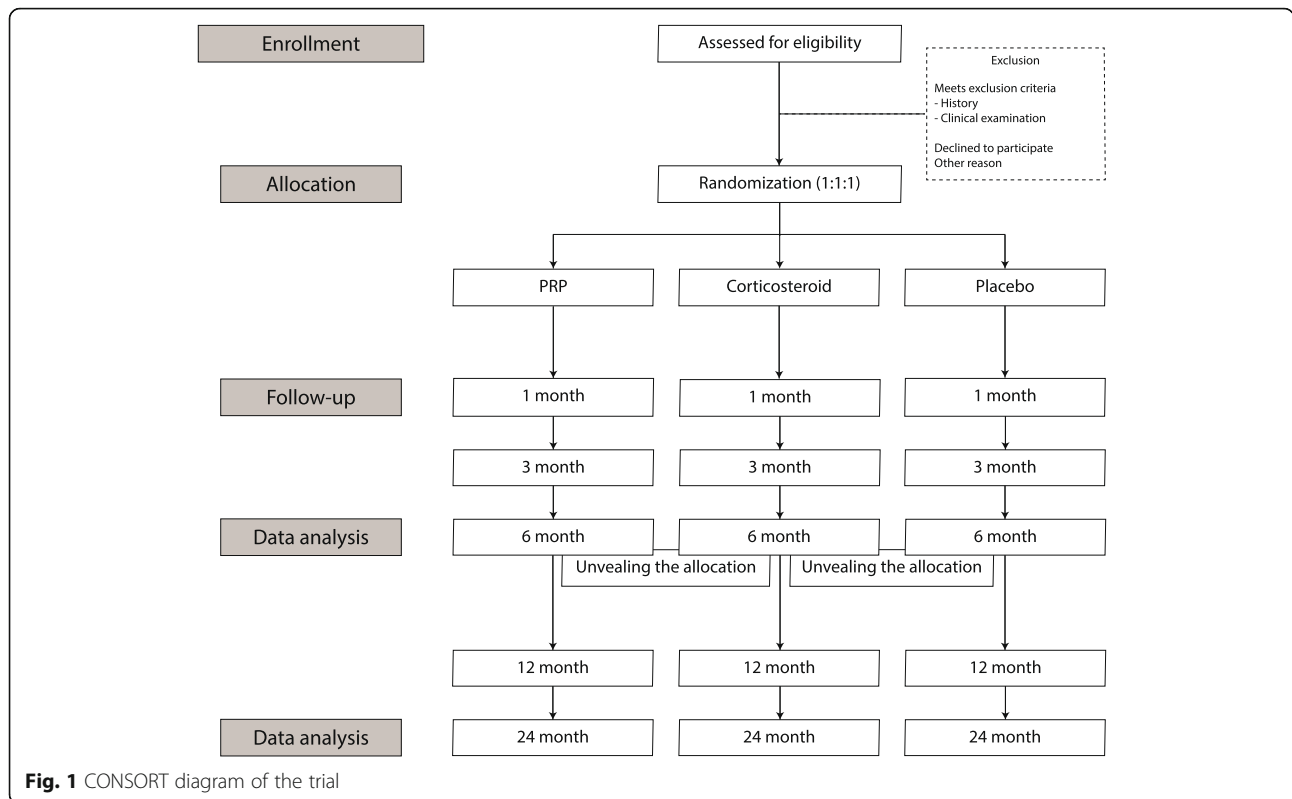 Enrollment
Assessed for eligibility
Exclusion
Meets exclusion criteria
- History
- Clinical examination
Declined to participate
Other reason
Allocation
Randomization (1:1:1)
PRP
Corticosteroid
Placebo
Follow-up
1 month
1 month
1 month
3 month
3 month
3 month
Data analysis
6 month
6 month
6 month
Unvealing the allocation
Unvealing the allocation
12 month
12 month
12 month
Data analysis
24 month
24 month
24 month
Fig. 1 CONSORT diagram of the trial